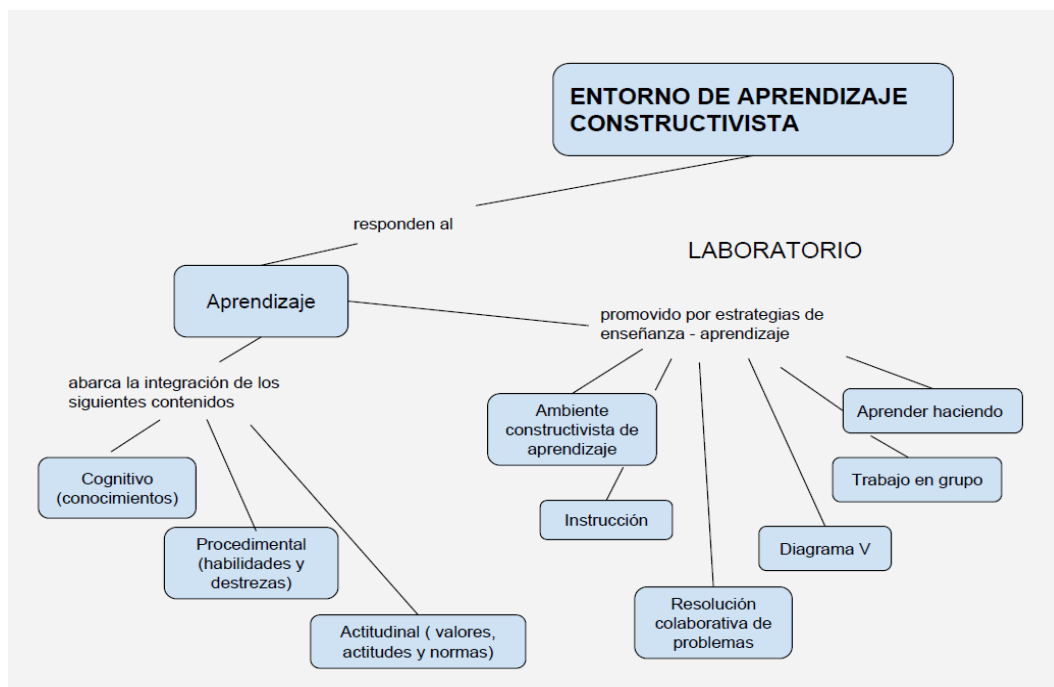 ENTORNO DE APRENDIZAJE
CONSTRUCTIVISTA
responden al
LABORATORIO
Aprendizaje
promovido por estrategias de
enseñanza - aprendizaje
abarca la integración de los
siguientes contenidos
Cognitivo
(conocimientos)
Procedimental
(habilidades y
destrezas)
Actitudinal ( valores,
actitudes y normas)
Ambiente
constructivista de
aprendizaje
Instrucción
Resolución
colaborativa de
problemas
Diagrama V
Trabajo en grupo
Aprender haciendo